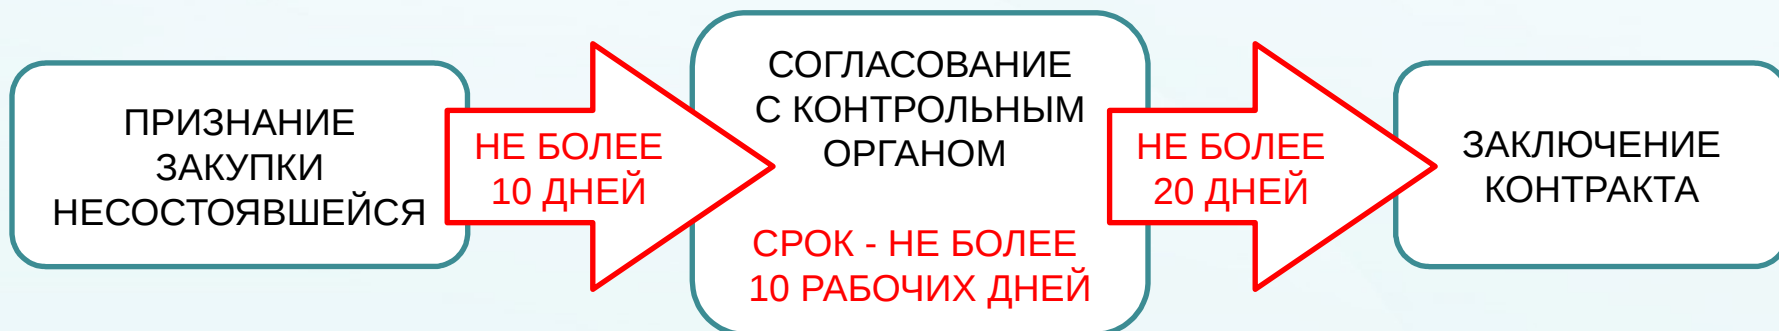 ПРИЗНАНИЕ
ЗАКУПКИ
НЕСОСТОЯВШЕЙСЯ
НЕ БОЛЕЕ
10 ДНЕЙ
СОГЛАСОВАНИЕ
С КОНТРОЛЬНЫМ
ОРГАНОМ
СРОК - НЕ БОЛЕЕ
10 РАБОЧИХ ДНЕЙ
НЕ БОЛЕЕ
20 ДНЕЙ
ЗАКЛЮЧЕНИЕ
КОНТРАКТА